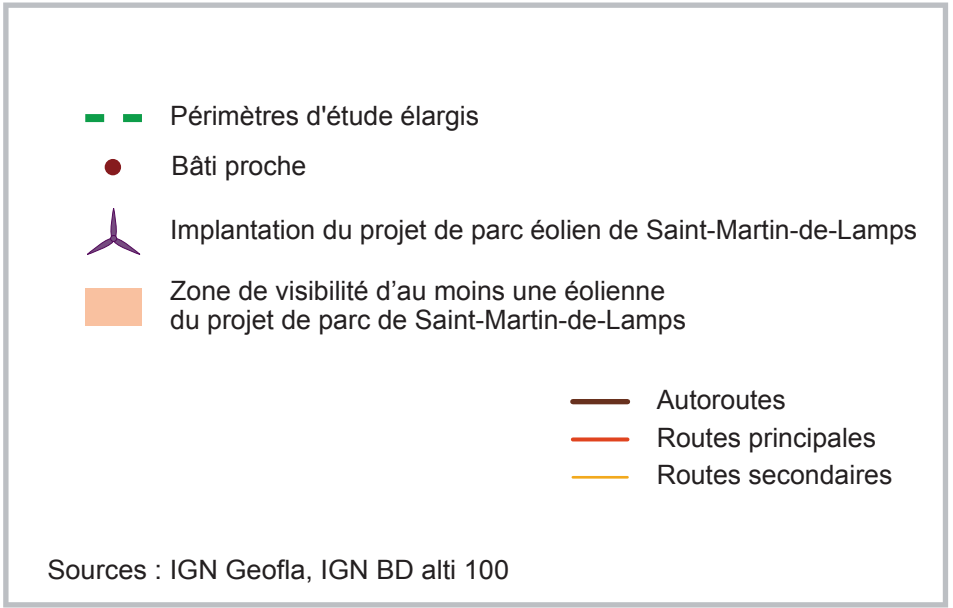 Périmètres d'étude élargis
Bâti proche
Implantation du projet de parc éolien de Saint-Martin-de-Lamps
Zone de visibilité d’au moins une éolienne
du projet de parc de Saint-Martin-de-Lamps
Autoroutes
Routes principales
Routes secondaires
Sources : IGN Geofla, IGN BD alti 100